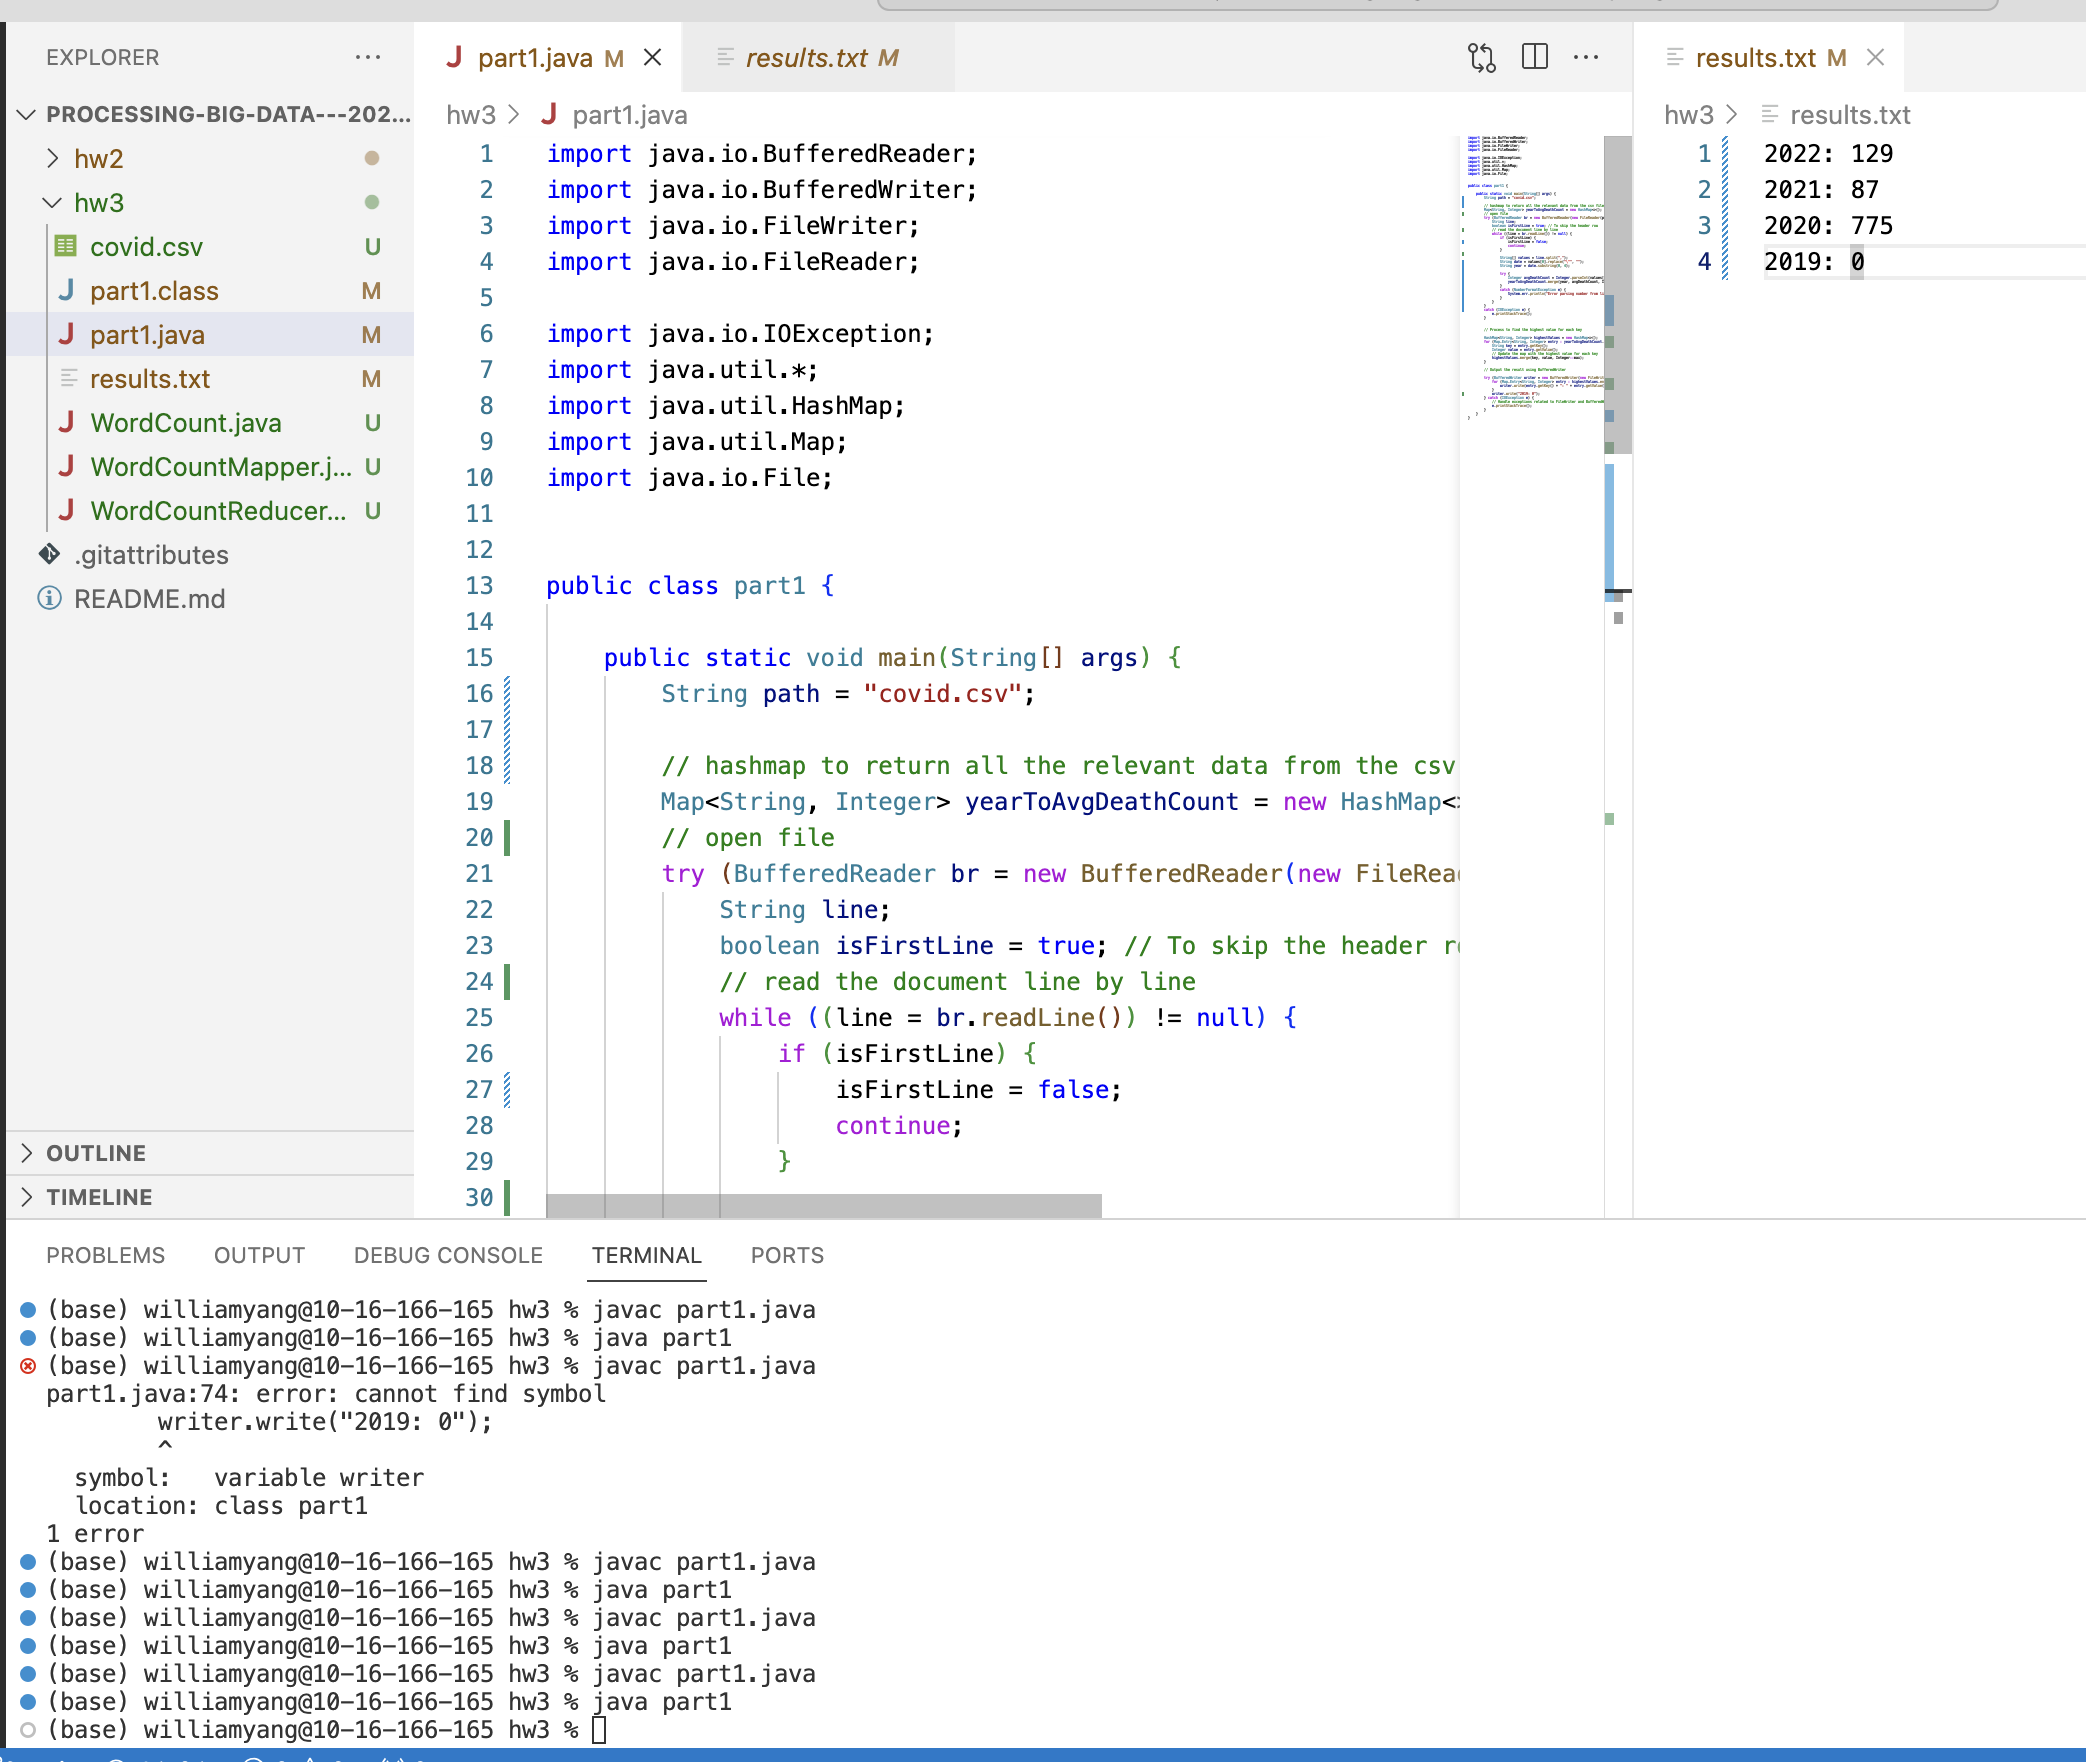 EXPLORER
PROCESSING-BIG-DATA---202...
hw2
hw3
covid.csv U
part1.class M
part1.java M
results.txt M
WordCount.java U
WordCountMapper.j... U
WordCountReducer... U
.gitattributes
README.md
OUTLINE
TIMELINE
part1.java M
results.txt M
hw3 > part1.java
1 import java.io.BufferedReader;
2 import java.io.BufferedWriter;
3 import java.io.FileWriter;
4 import java.io.FileReader;
5
6 import java.io.IOException;
7 import java.util.*;
8 import java.util.HashMap;
9 import java.util.Map;
10 import java.io.File;
11
12
13 public class part1 {
14
15 public static void main(String[] args) {
16 String path = "covid.csv";
17
18 // hashmap to return all the relevant data from the csv
19 Map<String, Integer> yearToAvgDeathCount = new HashMap<>
20 // open file
21 try (BufferedReader br = new BufferedReader(new FileRea
22 String line;
23 boolean isFirstLine = true; // To skip the header r
24 // read the document line by line
25 while ((line = br.readLine()) != null) {
26 if (isFirstLine) {
27 isFirstLine = false;
28 continue;
29 }
30
results.txt M
hw3 > results.txt
1 2022: 129
2 2021: 87
3 2020: 775
4 2019: 0
PROBLEMS OUTPUT DEBUG CONSOLE TERMINAL PORTS
(base) williamyang@10-16-166-165 hw3 % javac part1.java
(base) williamyang@10-16-166-165 hw3 % java part1
(base) williamyang@10-16-166-165 hw3 % javac part1.java
part1.java:74: error: cannot find symbol
writer.write("2019: 0");
^
symbol: variable writer
location: class part1
1 error
(base) williamyang@10-16-166-165 hw3 % javac part1.java
(base) williamyang@10-16-166-165 hw3 % java part1
(base) williamyang@10-16-166-165 hw3 % javac part1.java
(base) williamyang@10-16-166-165 hw3 % java part1
(base) williamyang@10-16-166-165 hw3 % javac part1.java
(base) williamyang@10-16-166-165 hw3 % java part1
(base) williamyang@10-16-166-165 hw3 %